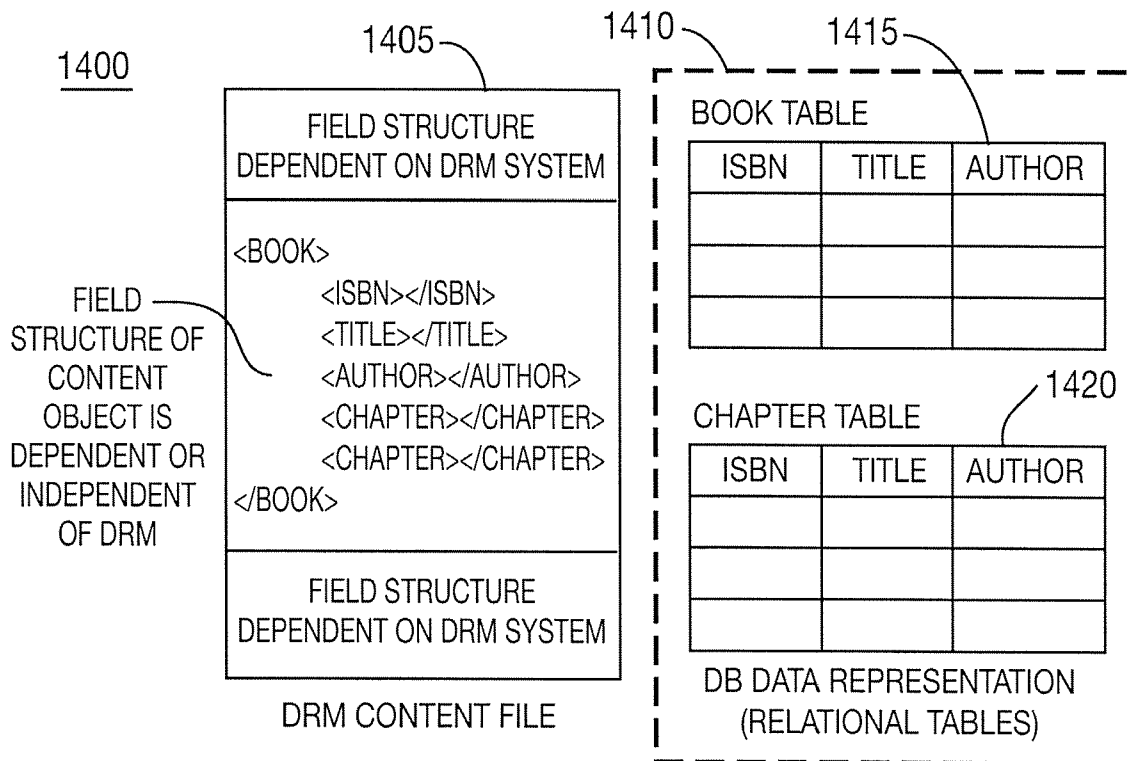 1400
1405
FIELD STRUCTURE
DEPENDENT ON DRM SYSTEM
<BOOK>
<ISBN></ISBN>
<TITLE></TITLE>
<AUTHOR></AUTHOR>
<CHAPTER></CHAPTER>
<CHAPTER></CHAPTER>
</BOOK>
FIELD
STRUCTURE OF
CONTENT
OBJECT IS
DEPENDENT OR
INDEPENDENT
OF DRM
FIELD STRUCTURE
DEPENDENT ON DRM SYSTEM
DRM CONTENT FILE
1410
1415
BOOK TABLE
ISBN TITLE AUTHOR
1420
CHAPTER TABLE
ISBN TITLE AUTHOR
DB DATA REPRESENTATION
(RELATIONAL TABLES)